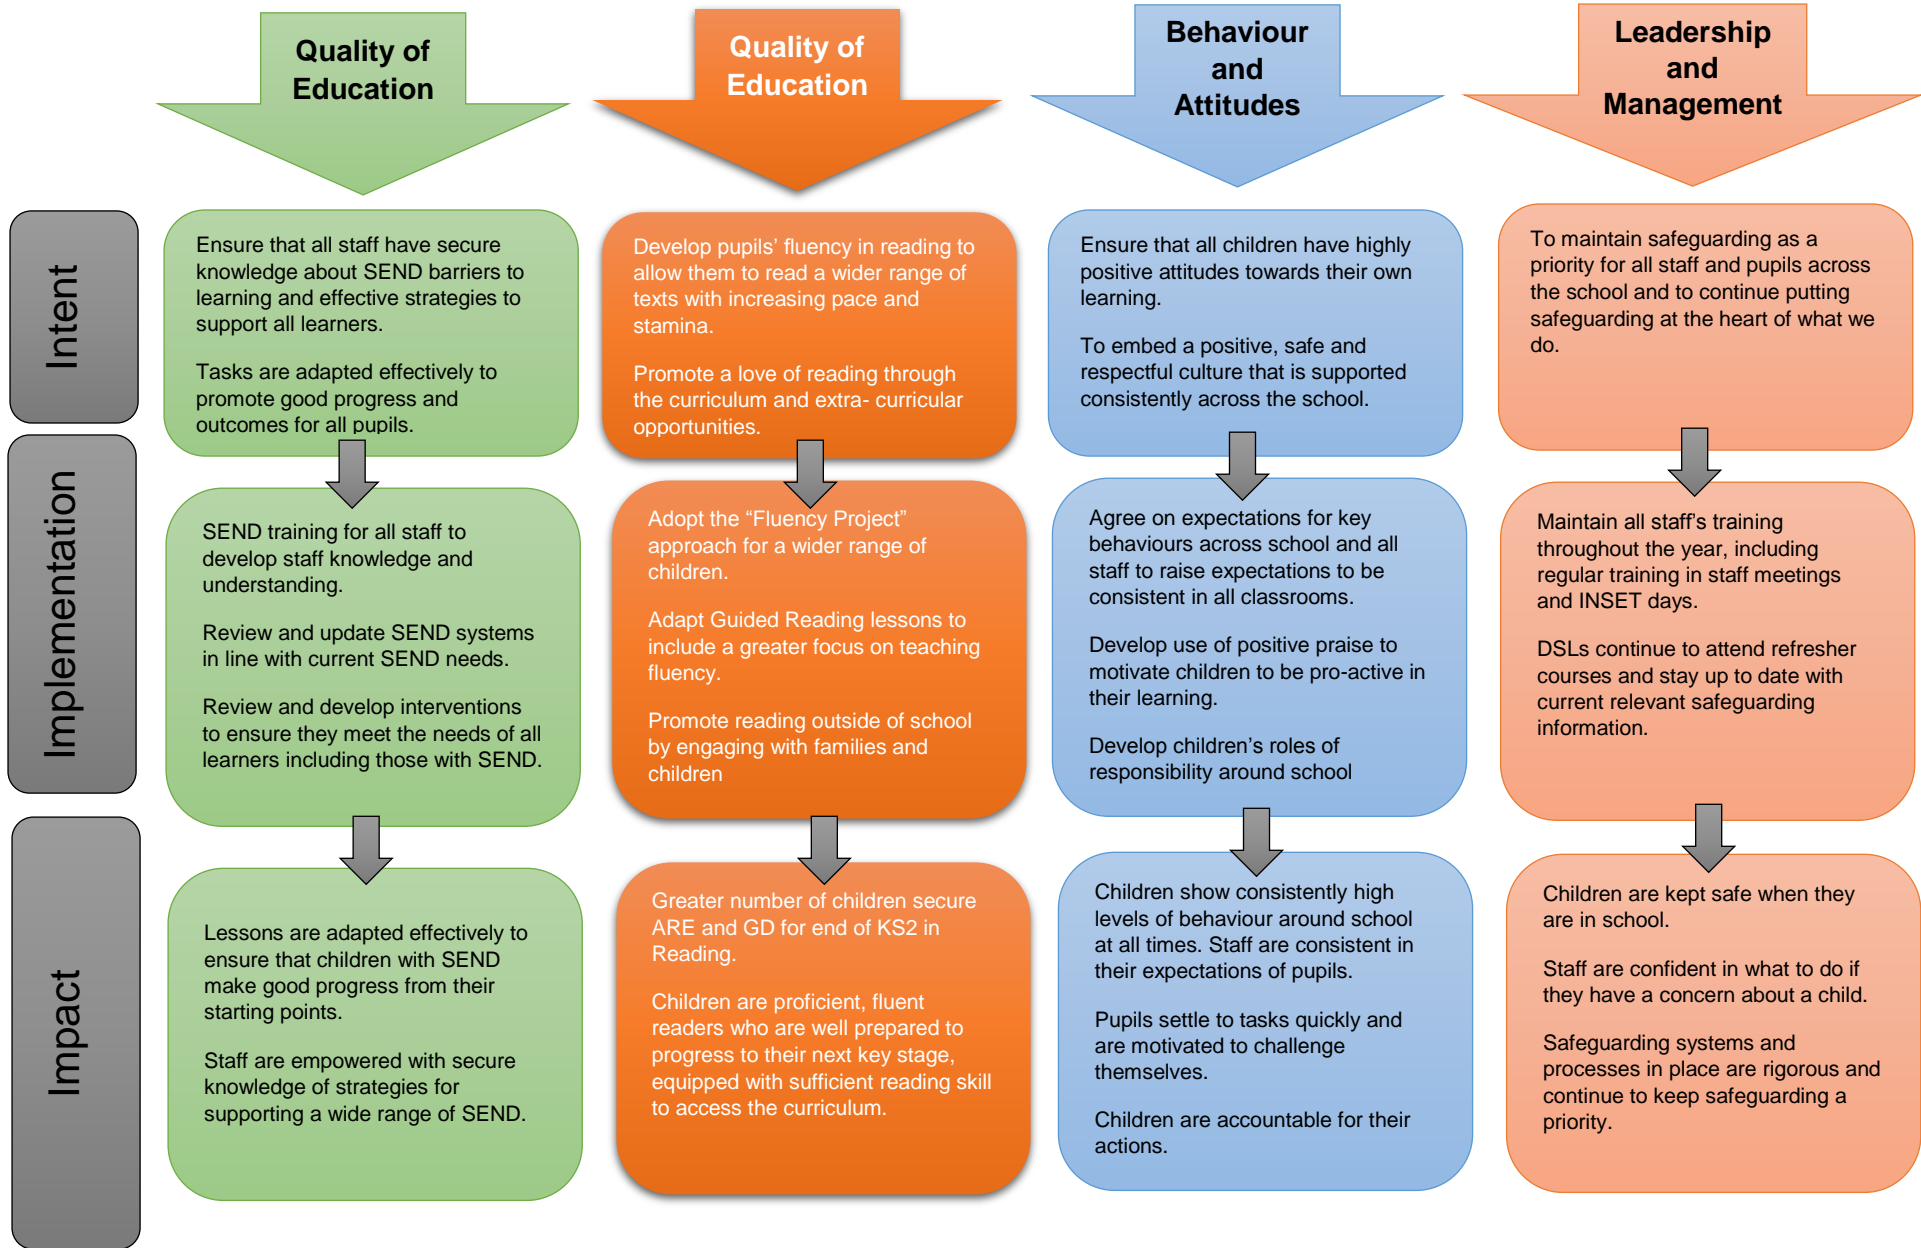 Quality of
Education
Quality of
Education
Behaviour
and
Attitudes
Leadership
and
Management
Intent
Ensure that all staff have secure
knowledge about SEND barriers to
learning and effective strategies to
support all learners.
Tasks are adapted effectively to
promote good progress and
outcomes for all pupils.
Develop pupils’ fluency in reading to
allow them to read a wider range of
texts with increasing pace and
stamina.
Promote a love of reading through
the curriculum and extra- curricular
opportunities.
Ensure that all children have highly
positive attitudes towards their own
learning.
To embed a positive, safe and
respectful culture that is supported
consistently across the school.
To maintain safeguarding as a
priority for all staff and pupils across
the school and to continue putting
safeguarding at the heart of what we
do.
Implementation
SEND training for all staff to
develop staff knowledge and
understanding.
Review and update SEND systems
in line with current SEND needs.
Review and develop interventions
to ensure they meet the needs of all
learners including those with SEND.
Adopt the “Fluency Project”
approach for a wider range of
children.
Adapt Guided Reading lessons to
include a greater focus on teaching
fluency.
Promote reading outside of school
by engaging with families and
children
Agree on expectations for key
behaviours across school and all
staff to raise expectations to be
consistent in all classrooms.
Develop use of positive praise to
motivate children to be pro-active in
their learning.
Develop children’s roles of
responsibility around school
Maintain all staff’s training
throughout the year, including
regular training in staff meetings
and INSET days.
DSLs continue to attend refresher
courses and stay up to date with
current relevant safeguarding
information.
Impact
Lessons are adapted effectively to
ensure that children with SEND
make good progress from their
starting points.
Staff are empowered with secure
knowledge of strategies for
supporting a wide range of SEND.
Greater number of children secure
ARE and GD for end of KS2 in
Reading.
Children are proficient, fluent
readers who are well prepared to
progress to their next key stage,
equipped with sufficient reading skill
to access the curriculum.
Children show consistently high
levels of behaviour around school
at all times. Staff are consistent in
their expectations of pupils.
Pupils settle to tasks quickly and
are motivated to challenge
themselves.
Children are accountable for their
actions.
Children are kept safe when they
are in school.
Staff are confident in what to do if
they have a concern about a child.
Safeguarding systems and
processes in place are rigorous and
continue to keep safeguarding a
priority.